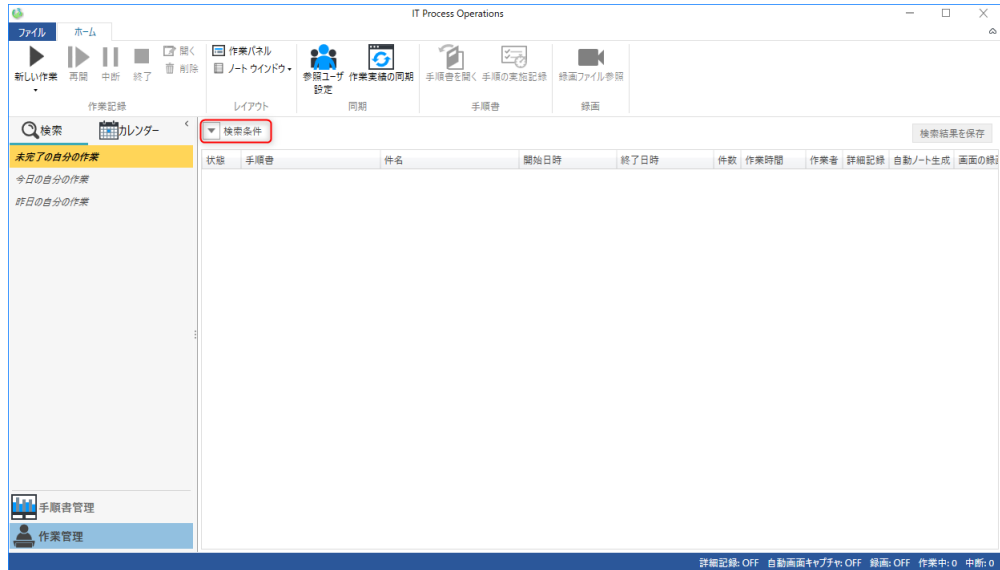 IT Process Operations
ファイル ホーム
新しい作業 再開 中断 終了 開く 削除
作業記録
作業パネル
ノート ウインドウ
レイアウト
参照ユーザ設定 作業実績の同期
同期
手順書を開く 手順の実施記録
手順書
録画ファイル参照
録画
検索 カレンダー
未完了の自分の作業
今日の自分の作業
昨日の自分の作業
手順書管理
作業管理
検索条件
検索結果を保存
状態 手順書 件名 開始日時 終了日時 件数 作業時間 作業者 詳細記録 自動ノート生成 画面の録画
詳細記録: OFF 自動画面キャプチャ: OFF 録画: OFF 作業中: 0 中断: 0